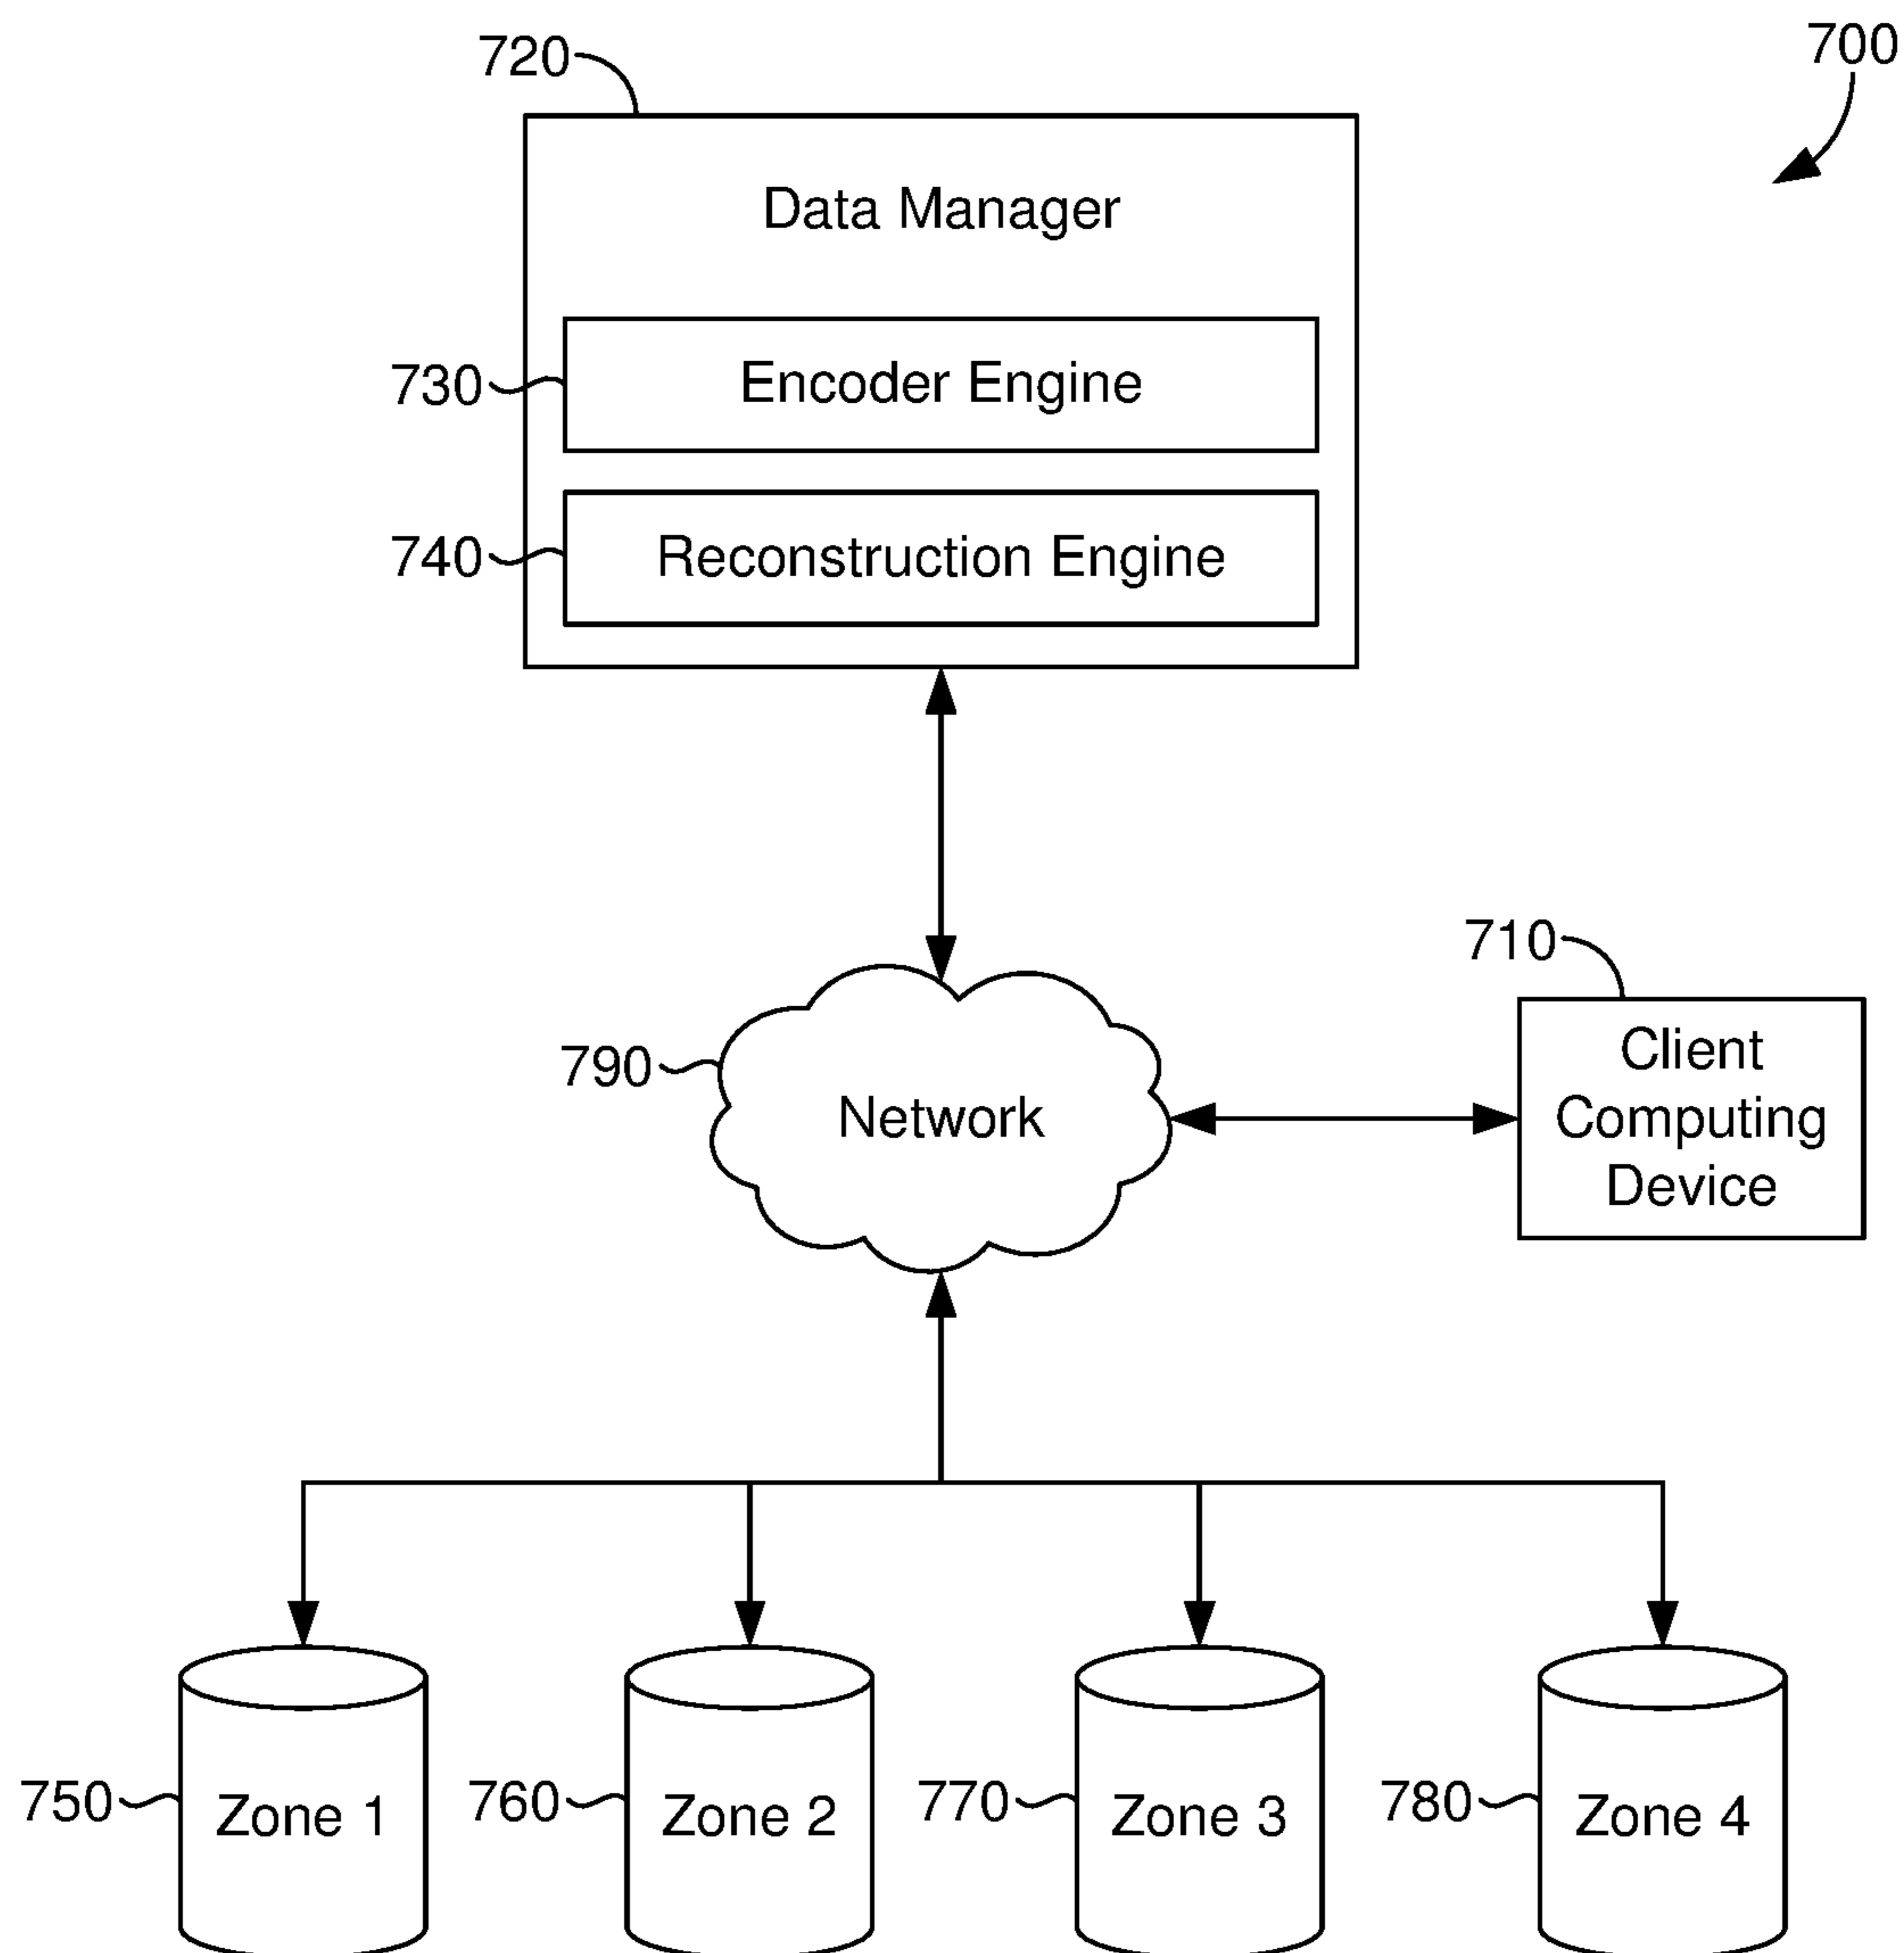 720
700
Data Manager
730
Encoder Engine
740
Reconstruction Engine
710
790
Network
Client
Computing
Device
750
Zone 1
760
Zone 2
770
Zone 3
780
Zone 4